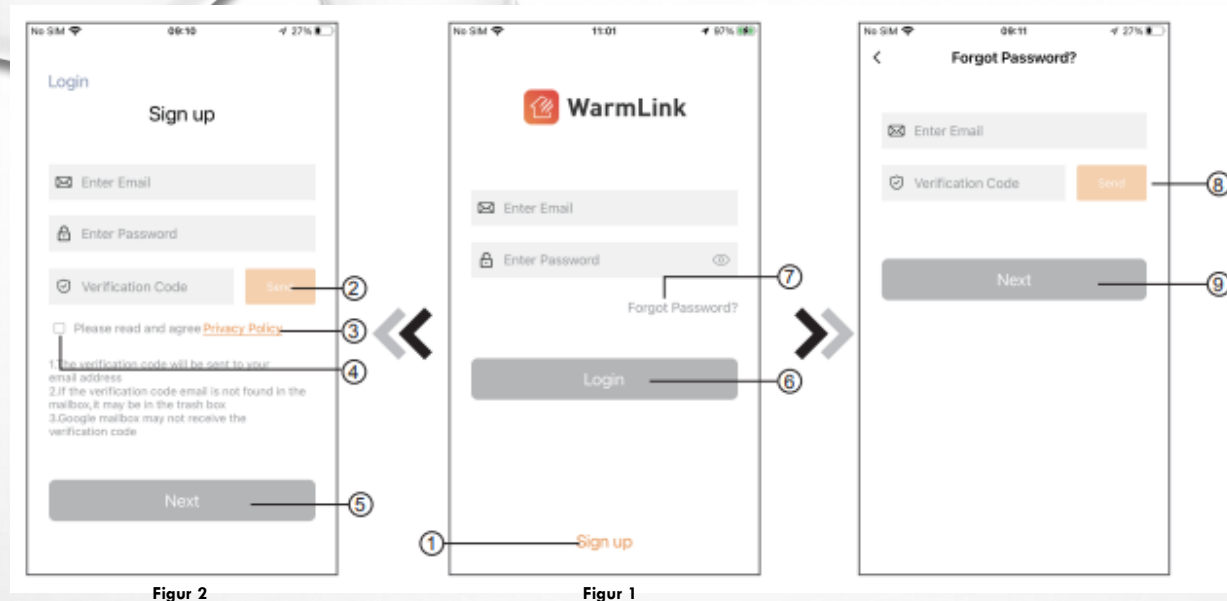 No SIM 09:10 27%
Login
Sign up
Enter Email
Enter Password
Verification Code Send ②
Please read and agree Privacy Policy ③
④
1.The verification code will be sent to your
email address
2.If the verification code email is not found in the
mailbox,it may be in the trash box
3.Google mailbox may not receive the
verification code
Next ⑤
Figur 2
No SIM 11:01 97%
WarmLink
Enter Email
Enter Password
⑦
Forgot Password?
Login ⑥
① Sign up
Figur 1
No SIM 09:11 27%
Forgot Password?
Enter Email
Verification Code Send ⑧
Next ⑨